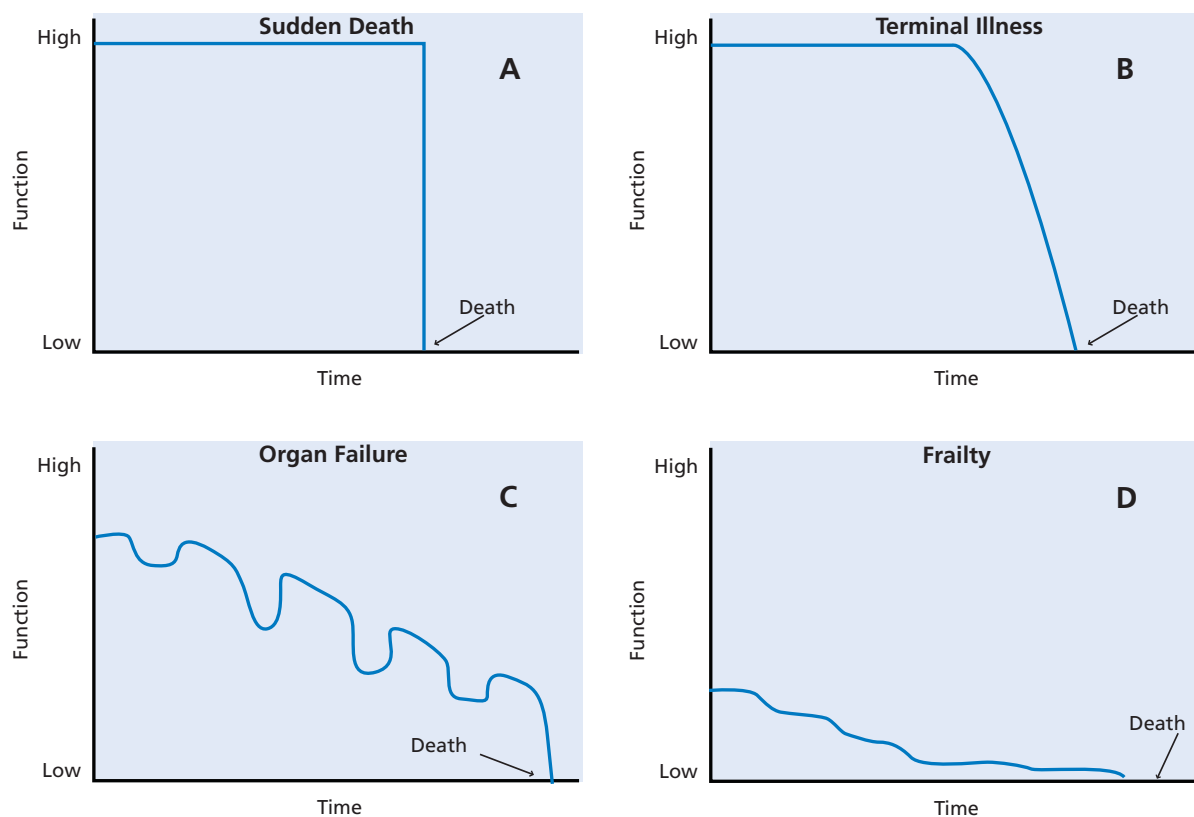 Sudden Death
High
A
Function
Death
Low
Time
Terminal Illness
High
B
Function
Death
Low
Time
Organ Failure
High
C
Function
Death
Low
Time
Frailty
High
D
Function
Death
Low
Time